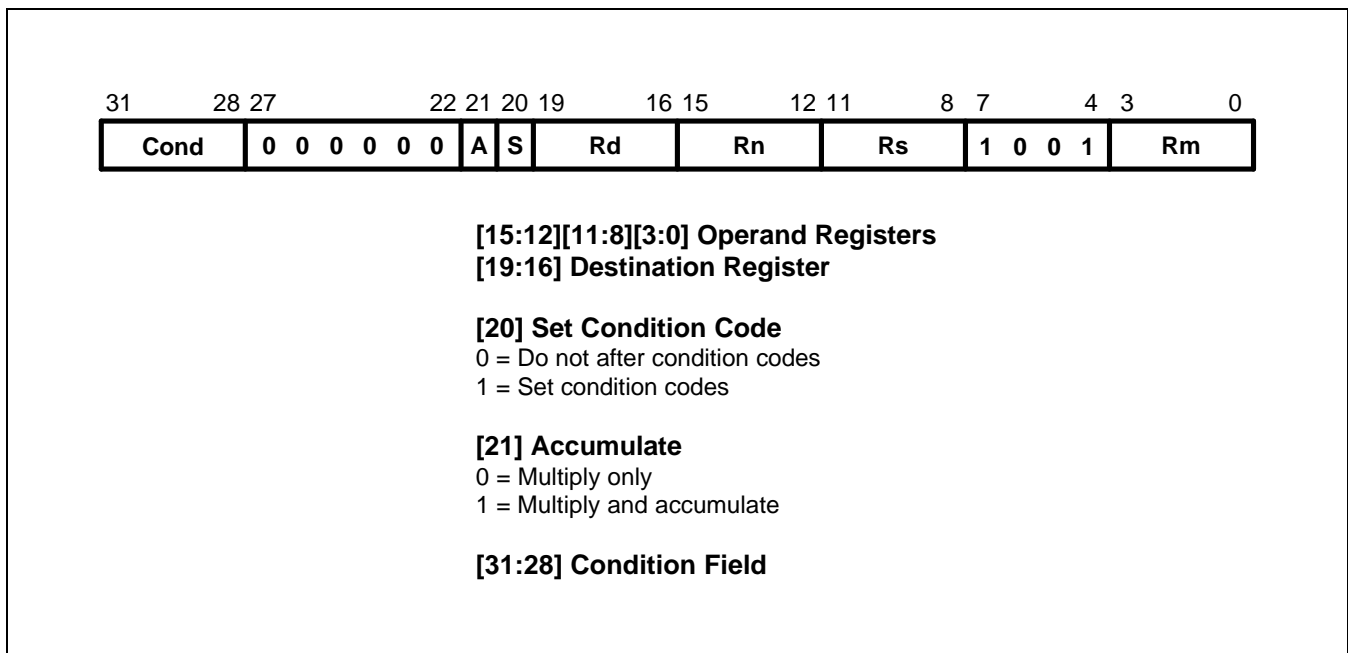 31 28 27 22 21 20 19 16 15 12 11 8 7 4 3 0
Cond 0 0 0 0 0 0 A S Rd Rn Rs 1 0 0 1 Rm
[15:12][11:8][3:0] Operand Registers
[19:16] Destination Register
[20] Set Condition Code
0 = Do not after condition codes
1 = Set condition codes
[21] Accumulate
0 = Multiply only
1 = Multiply and accumulate
[31:28] Condition Field